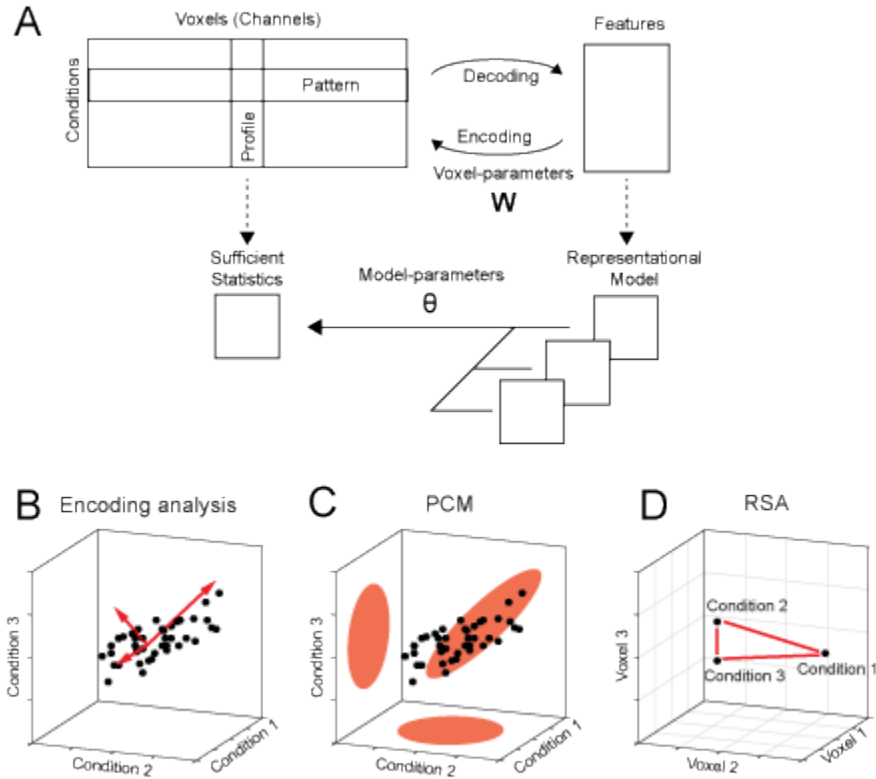 A
Voxels (Channels)
Features
Conditions
Pattern
Profile
Decoding
Encoding
Voxel-parameters
W
Sufficient
Statistics
Model-parameters
θ
Representational
Model
B
Encoding analysis
Condition 3
Condition 2
Condition 1
C
PCM
Condition 3
Condition 2
Condition 1
D
RSA
Condition 2
Condition 3
Condition 1
Voxel 3
Voxel 2
Voxel 1